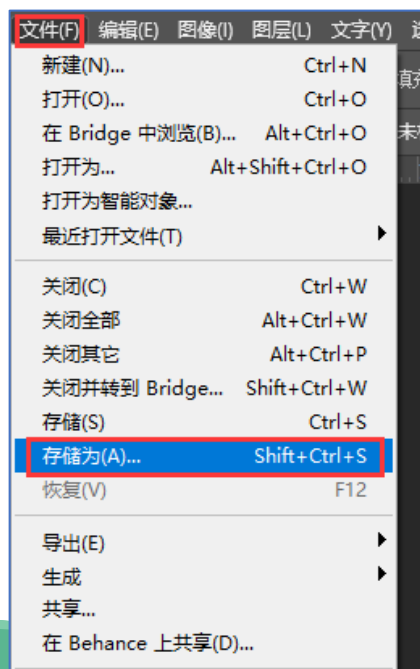 文件(F) 编辑(E) 图像(I) 图层(L) 文字(Y)
新建(N)... Ctrl+N
打开(O)... Ctrl+O
在 Bridge 中浏览(B)... Alt+Ctrl+O
打开为... Alt+Shift+Ctrl+O
打开为智能对象...
最近打开文件(T)
关闭(C) Ctrl+W
关闭全部 Alt+Ctrl+W
关闭其它 Alt+Ctrl+P
关闭并转到 Bridge... Shift+Ctrl+W
存储(S) Ctrl+S
存储为(A)... Shift+Ctrl+S
恢复(V) F12
导出(E)
生成
共享...
在 Behance 上共享(D)...